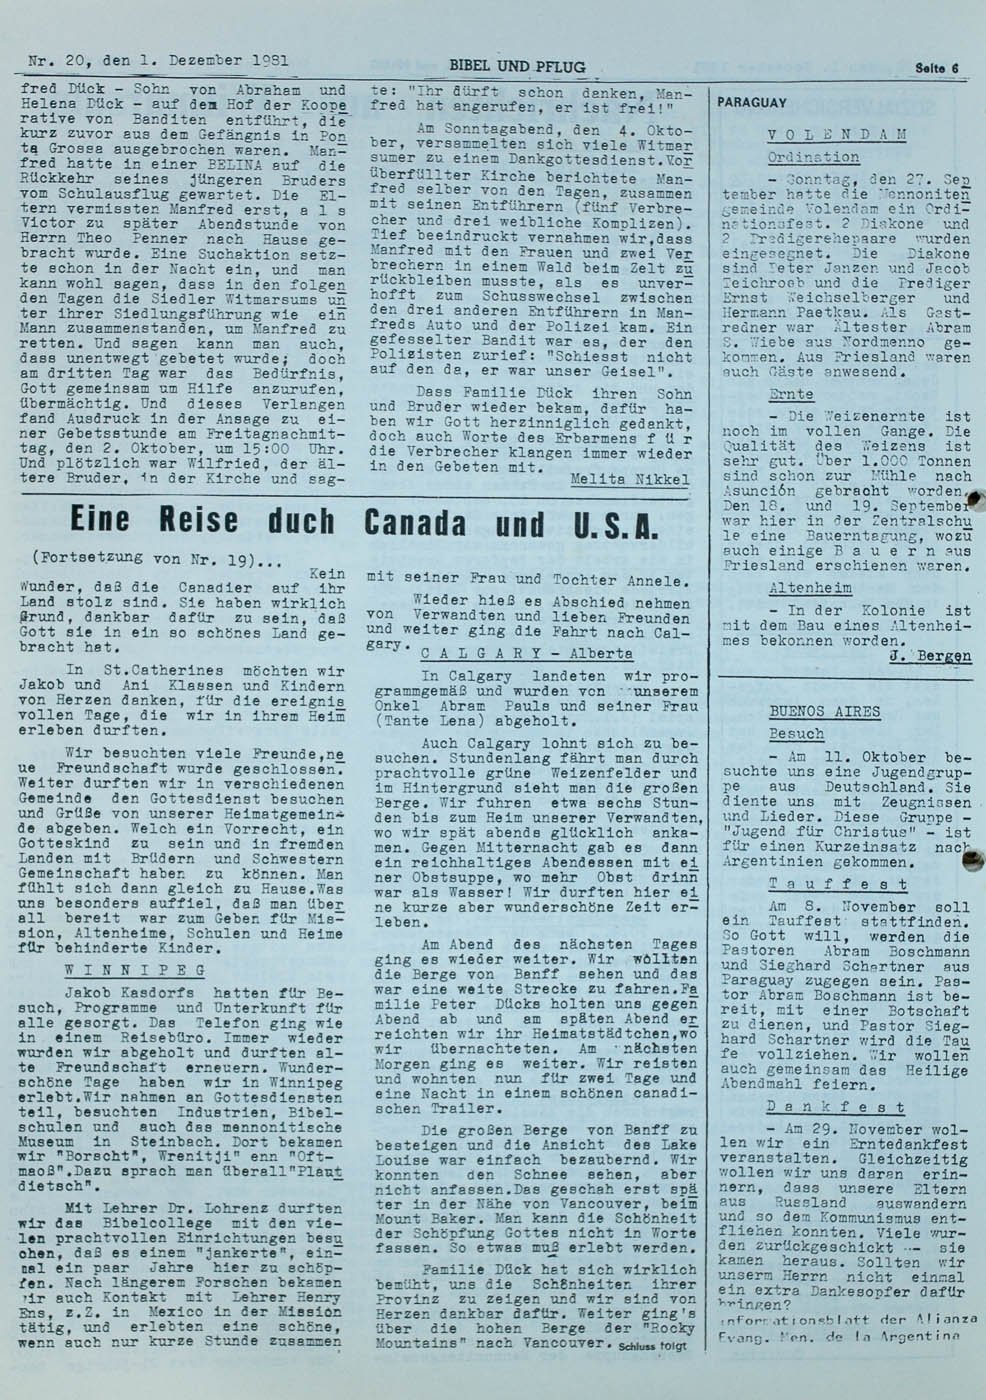 Nr. 20, den 1. Dezember 1981
BIBEL UND PFLUG
Seite 6
fred Dück - Sohn von Abraham und
Helena Dück - auf dem Hof der Koope
rative von Banditen entführt, die
kurz zuvor aus dem Gefängnis in Pon
ta Grossa ausgebrochen waren. Man-
fred hatte in einer BELINA auf die
Rückkehr seines jüngeren Bruders
vom Schulausflug gewartet. Die El-
tern vermissten Manfred erst, a l s
Victor zu später Abendstunde von
Herrn Theo Penner nach Hause ge-
bracht wurde. Eine Suchaktion setz-
te schon in der Nacht ein, und man
kann wohl sagen, dass in den folgen
den Tagen die Siedler Witmarsums un
ter ihrer Siedlungsführung wie ein
Mann zusammenstanden, um Manfred zu
retten. Und sagen kann man auch,
dass unentwegt gebetet wurde; doch
am dritten Tag war das Bedürfnis,
Gott gemeinsam um Hilfe anzurufen,
übermächtig. Und dieses Verlangen
fand Ausdruck in der Ansage zu ei-
ner Gebetsstunde am Freitagnachmit-
tag, den 2. Oktober, um 15:00 Uhr.
Und plötzlich war Wilfried, der äl-
tere Bruder, in der Kirche und sag-
te: "Ihr dürft schon danken, Man-
fred hat angerufen, er ist frei!"
Am Sonntagabend, den 4. Okto-
ber, versammelten sich viele Witmar
sumer zu einem Dankgottesdienst.Vor
überfüllter Kirche berichtete Man-
fred selber von den Tagen, zusammen
mit seinen Entführern (fünf Verbre-
cher und drei weibliche Komplizen).
Tief beeindruckt vernahmen wir,dass
Manfred mit den Frauen und zwei Ver
brechern in einem Wald beim Zelt zu
rückbleiben musste, als es unver-
hofft zum Schusswechsel zwischen
den drei anderen Entführern in Man-
freds Auto und der Polizei kam. Ein
gefesselter Bandit war es, der den
Polizisten zurief: "Schiesst nicht
auf den da, er war unser Geisel".
Dass Familie Dück ihren Sohn
und Bruder wieder bekam, dafür ha-
ben wir Gott herzinniglich gedankt,
doch auch Worte des Erbarmens f ü r
die Verbrecher klangen immer wieder
in den Gebeten mit.
Melita Nikkel
Eine Reise duch Canada und U.S.A.
(Fortsetzung von Nr. 19)...
Kein
Wunder, daß die Canadier auf ihr
Land stolz sind. Sie haben wirklich
Grund, dankbar dafür zu sein, daß
Gott sie in ein so schönes Land ge-
bracht hat.
In St.Catherines möchten wir
Jakob und Ani Klassen und Kindern
von Herzen danken, für die ereignis
vollen Tage, die wir in ihrem Heim
erleben durften.
Wir besuchten viele Freunde,ne
ue Freundschaft wurde geschlossen.
Weiter durften wir in verschiedenen
Gemeinde den Gottesdienst besuchen
und Grüße von unserer Heimatgemein-
de abgeben. Welch ein Vorrecht, ein
Gotteskind zu sein und in fremden
Landen mit Brüdern und Schwestern
Gemeinschaft haben zu können. Man
fühlt sich dann gleich zu Hause.Was
uns besonders auffiel, daß man über
all bereit war zum Geben für Mis-
sion, Altenheime, Schulen und Heime
für behinderte Kinder.
W I N N I P E G
Jakob Kasdorfs hatten für Be-
such, Programme und Unterkunft für
alle gesorgt. Das Telefon ging wie
in einem Reisebüro. Immer wieder
wurden wir abgeholt und durften al-
te Freundschaft erneuern. Wunder-
schöne Tage haben wir in Winnipeg
erlebt.Wir nahmen an Gottesdiensten
teil, besuchten Industrien, Bibel-
schulen und auch das mennonitische
Museum in Steinbach. Dort bekamen
wir "Borscht", Wrenitji" enn "Oft-
maoß".Dazu sprach man überall"Plaut
dietsch".
Mit Lehrer Dr. Lohrenz durften
wir das Bibelcollege mit den vie-
len prachtvollen Einrichtungen besu
chen, daß es einem "jankerte", ein-
mal ein paar Jahre hier zu schöp-
fen. Nach längerem Forschen bekamen
wir auch Kontakt mit Lehrer Henry
Ens, z.Z. in Mexico in der Mission
tätig, und erlebten eine schöne,
wenn auch nur kurze Stunde zusammen
mit seiner Frau und Tochter Annele.
Wieder hieß es Abschied nehmen
von Verwandten und lieben Freunden
und weiter ging die Fahrt nach Cal-
gary.
C A L G A R Y - Alberta
In Calgary landeten wir pro-
grammgemäß und wurden von unserem
Onkel Abram Pauls und seiner Frau
(Tante Lena) abgeholt.
Auch Calgary lohnt sich zu be-
suchen. Stundenlang fährt man durch
prachtvolle grüne Weizenfelder und
im Hintergrund sieht man die großen
Berge. Wir fuhren etwa sechs Stun-
den bis zum Heim unserer Verwandten,
wo wir spät abends glücklich anka-
men. Gegen Mitternacht gab es dann
ein reichhaltiges Abendessen mit ei
ner Obstsuppe, wo mehr Obst drinn
war als Wasser! Wir durften hier ei
ne kurze aber wunderschöne Zeit er-
leben.
Am Abend des nächsten Tages
ging es wieder weiter. Wir wollten
die Berge von Banff sehen und das
war eine weite Strecke zu fahren.Fa
milie Peter Dücks holten uns gegen
Abend ab und am späten Abend er
reichten wir ihr Heimatstädtchen,wo
wir übernachteten. Am nächsten
Morgen ging es weiter. Wir reisten
und wohnten nun für zwei Tage und
eine Nacht in einem schönen canadi-
schen Trailer.
Die großen Berge von Banff zu
besteigen und die Ansicht des Lake
Louise war einfach bezaubernd. Wir
konnten den Schnee sehen, aber
nicht anfassen.Das geschah erst spä
ter in der Nähe von Vancouver, beim
Mount Baker. Man kann die Schönheit
der Schöpfung Gottes nicht in Worte
fassen. So etwas muß erlebt werden.
Familie Dück hat sich wirklich
bemüht, uns die Schönheiten ihrer
Provinz zu zeigen und wir sind von
Herzen dankbar dafür. Weiter ging's
über die hohen Berge der "Rocky
Mountains" nach Vancouver. Schluss folgt
PARAGUAY
V O L E N D A M
Ordination
- Sonntag, den 27. Sep
tember hatte die Mennoniten
gemeinde Volendam ein Ordi-
nationsfest. 2 Diakone und
2 Predigerehepaare wurden
eingesegnet. Die Diakone
sind Peter Janzen und Jacob
Teichroeb und die Prediger
Ernst Weichselberger und
Hermann Paetkau. Als Gast-
redner war Ältester Abram
S. Wiebe aus Nordmenno ge-
kommen. Aus Friesland waren
auch Gäste anwesend.
Ernte
- Die Weizenernte ist
noch im vollen Gange. Die
Qualität des Weizens ist
sehr gut. Über 1.000 Tonnen
sind schon zur Mühle nach
Asunción gebracht worden.
Den 18. und 19. September
war hier in der Zentralschu
le eine Bauerntagung, wozu
auch einige B a u e r n aus
Friesland erschienen waren.
Altenheim
- In der Kolonie ist
mit dem Bau eines Altenhei-
mes bekonnen worden.
J. Bergen
BUENOS AIRES
Besuch
- Am 11. Oktober be-
suchte uns eine Jugendgrup-
pe aus Deutschland. Sie
diente uns mit Zeugnissen
und Lieder. Diese Gruppe -
"Jugend für Christus" - ist
für einen Kurzeinsatz nach
Argentinien gekommen.
T a u f f e s t
Am 8. November soll
ein Tauffest stattfinden.
So Gott will, werden die
Pastoren Abram Boschmann
und Sieghard Schartner aus
Paraguay zugegen sein. Pas-
tor Abram Boschmann ist be-
reit, mit einer Botschaft
zu dienen, und Pastor Sieg-
hard Schartner wird die Tau
fe vollziehen. Wir wollen
auch gemeinsam das Heilige
Abendmahl feiern.
D a n k f e s t
- Am 29. November wol-
len wir ein Erntedankfest
veranstalten. Gleichzeitig
wollen wir uns daran erin-
nern, dass unsere Eltern
aus Russland auswandern
und so dem Kommunismus ent-
fliehen konnten. Viele wur-
den zurückgeschickt - sie
kamen heraus. Sollten wir
unserm Herrn nicht einmal
ein extra Dankesopfer dafür
bringen?
Informationsblatt der Alianza
Evang. Men. de la Argentina